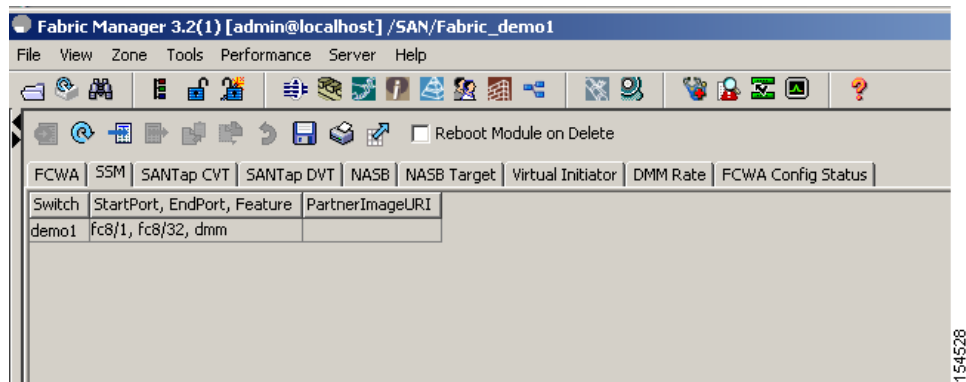 Fabric Manager 3.2(1) [admin@localhost] /SAN/Fabric_demo1
File View Zone Tools Performance Server Help
Reboot Module on Delete
FCWA SSM SANTap CVT SANTap DVT NASB NASB Target Virtual Initiator DMM Rate FCWA Config Status
Switch StartPort, EndPort, Feature PartnerImageURI
demo1 fc8/1, fc8/32, dmm
154528